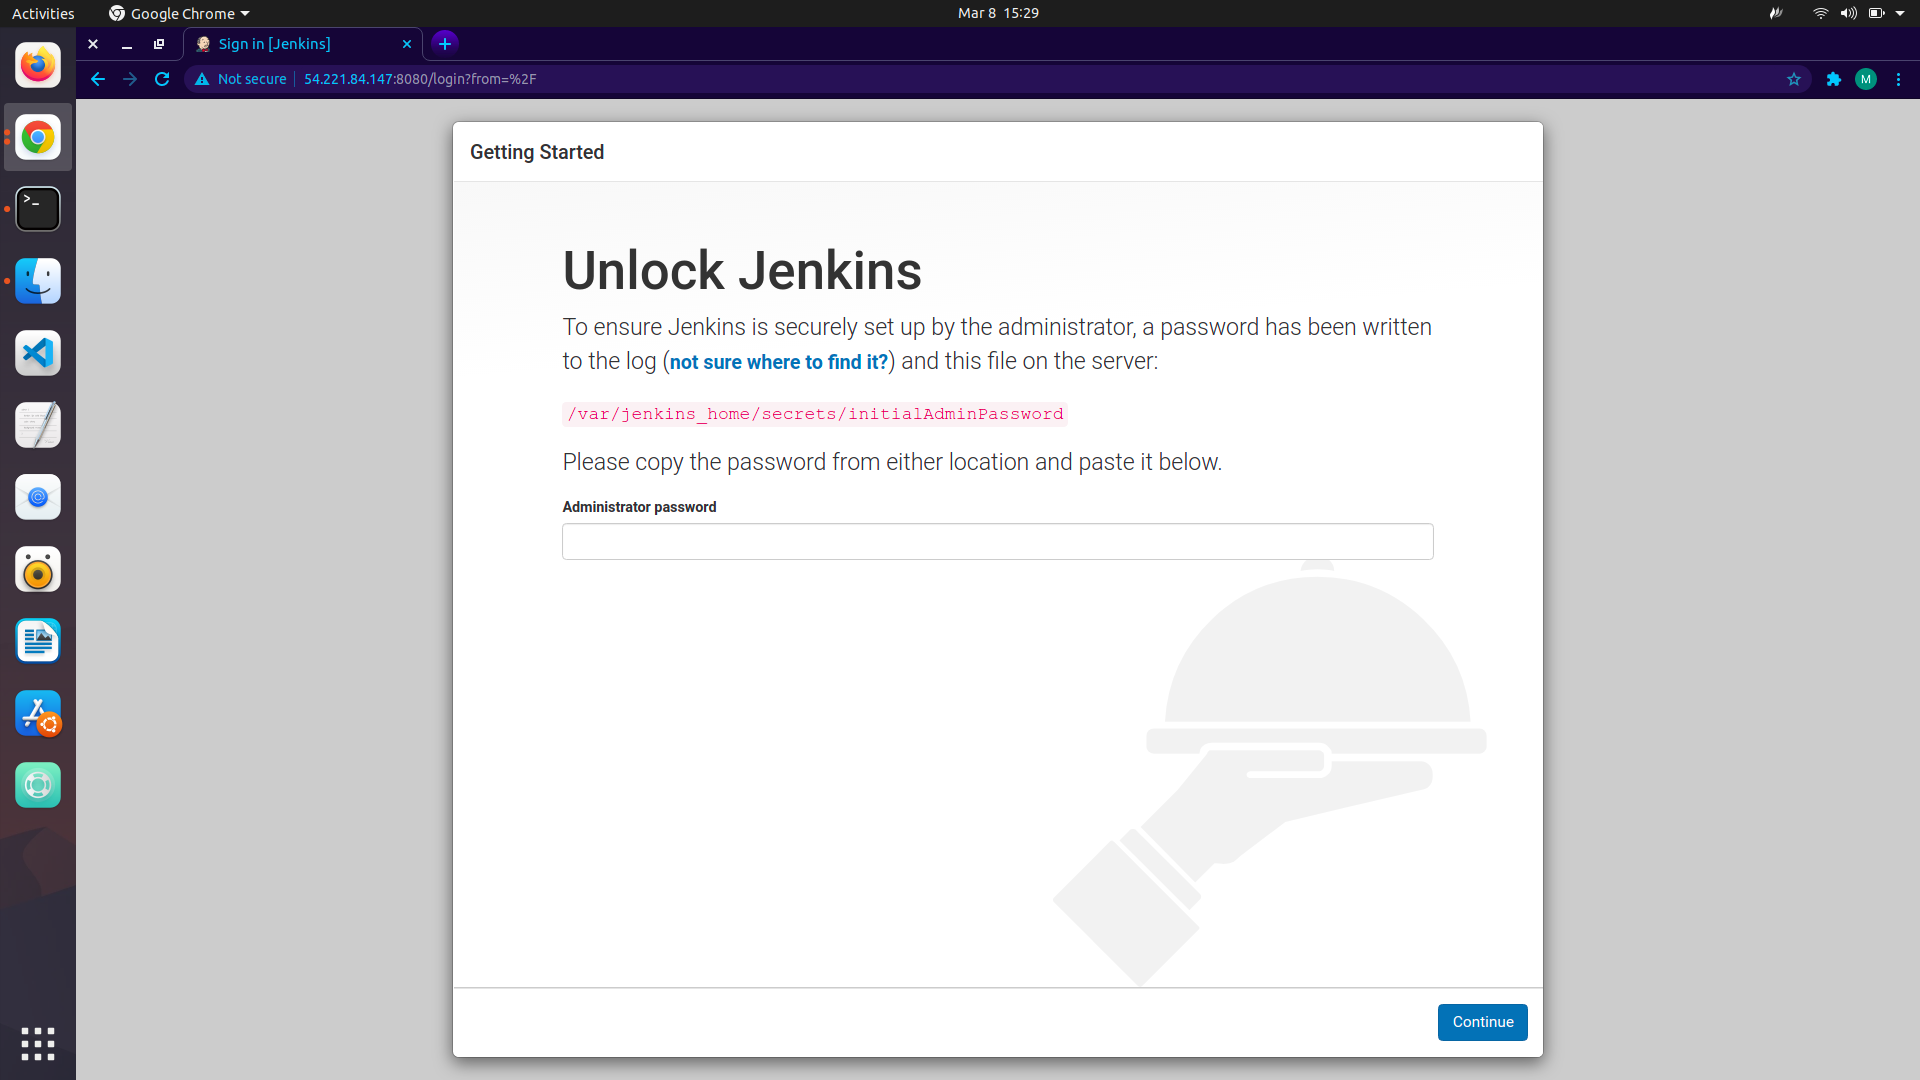 Activities
Google Chrome
Mar 8 15:29
Sign in [Jenkins]
Not secure
54.221.84.147:8080/login?from=%2F
M
Getting Started
Unlock Jenkins
To ensure Jenkins is securely set up by the administrator, a password has been written
to the log (not sure where to find it?) and this file on the server:
/var/jenkins_home/secrets/initialAdminPassword
Please copy the password from either location and paste it below.
Administrator password
Continue